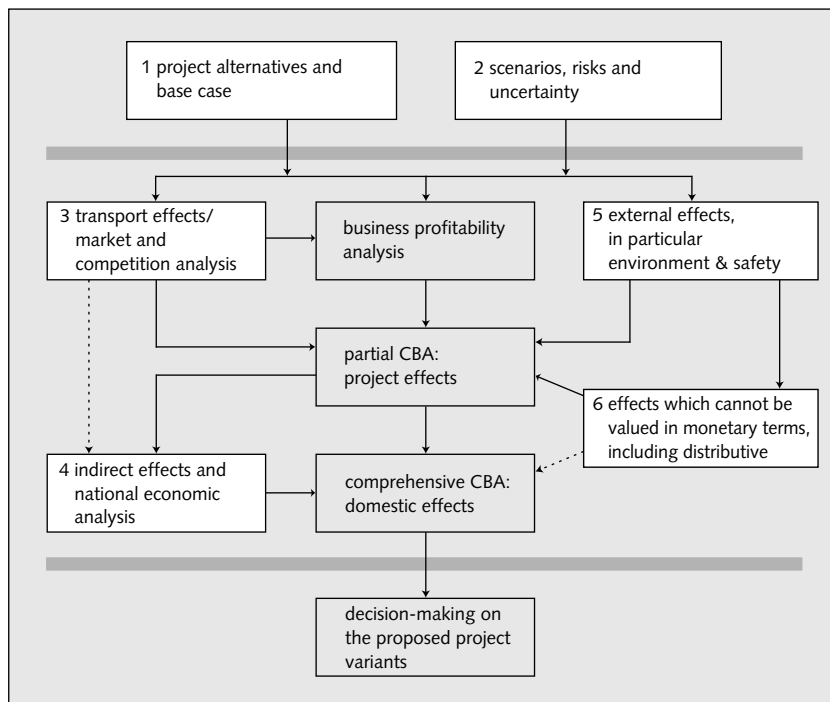 1 project alternatives and
base case
2 scenarios, risks and
uncertainty
3 transport effects/
market and
competition analysis
business profitability
analysis
5 external effects,
in particular
environment & safety
partial CBA:
project effects
6 effects which cannot be
valued in monetary terms,
including distributive
4 indirect effects and
national economic
analysis
comprehensive CBA:
domestic effects
decision-making on
the proposed project
variants